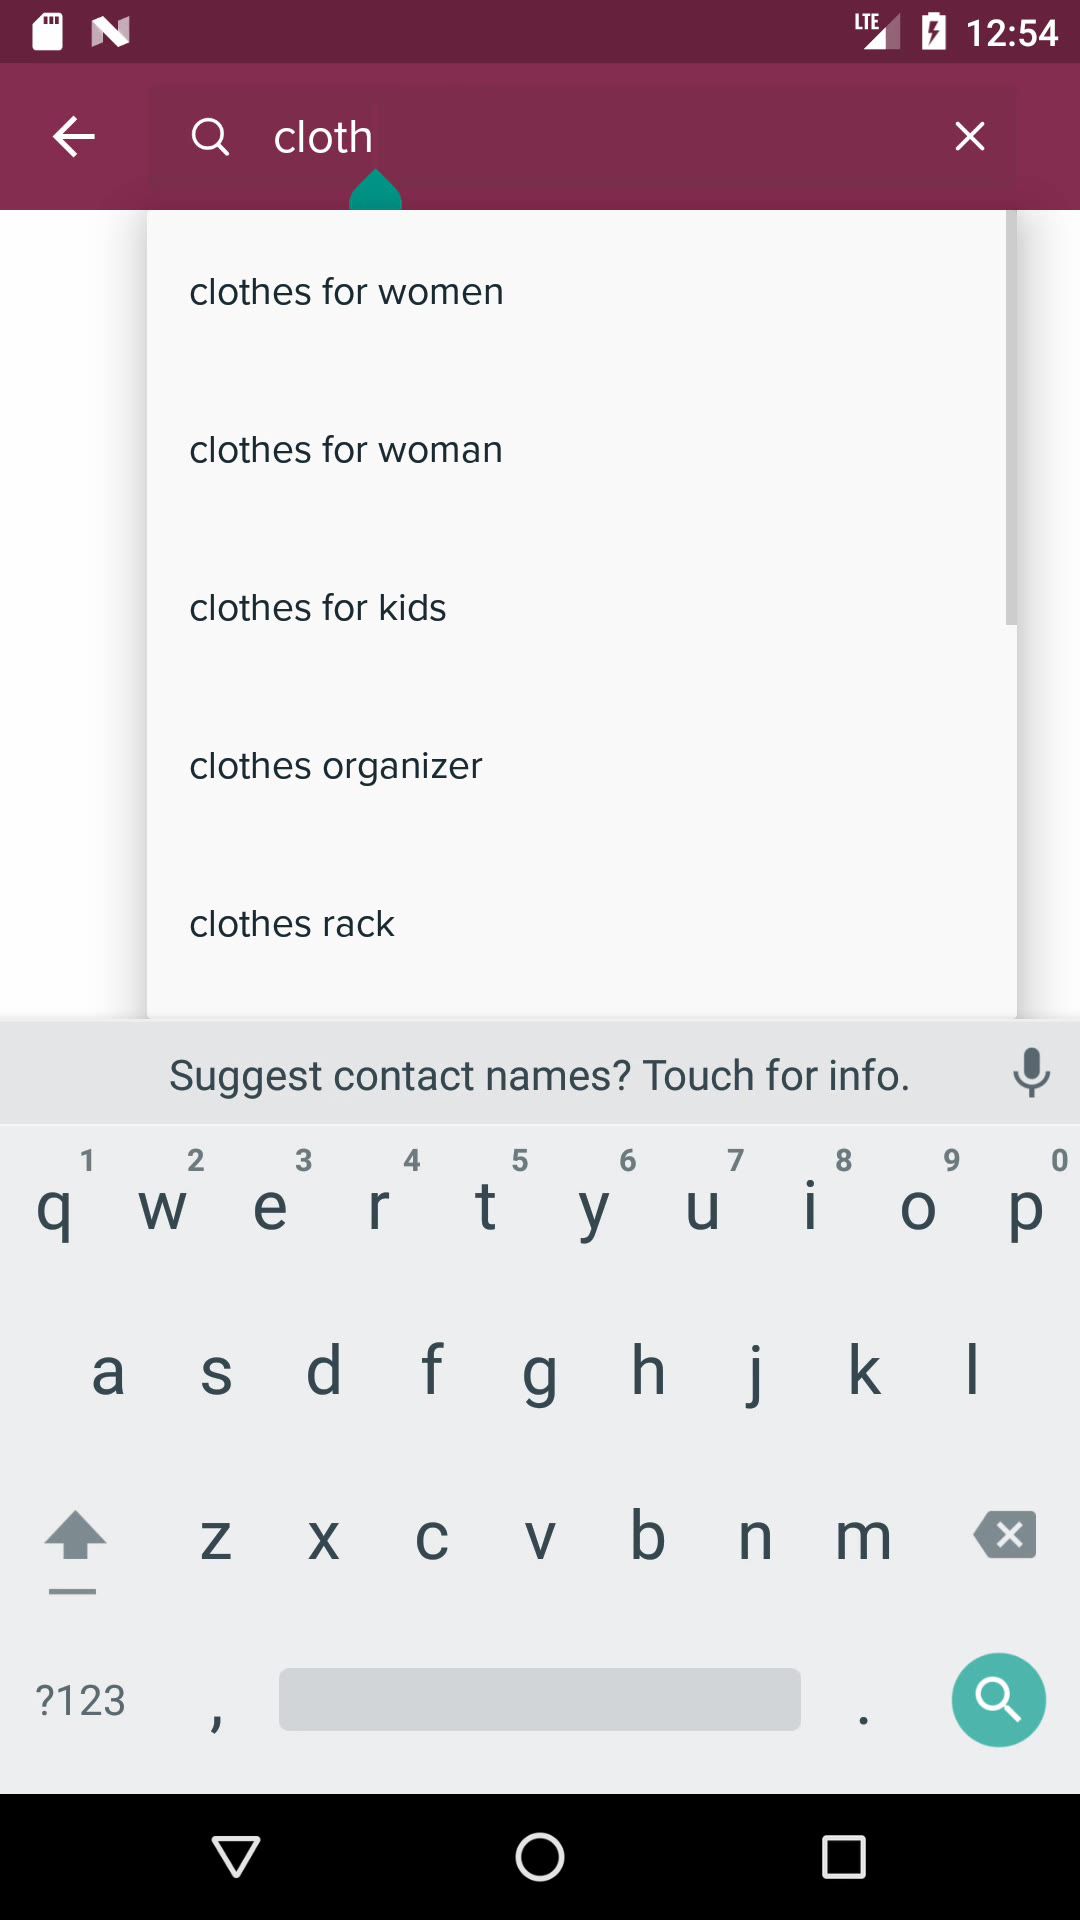 LTE 12:54
cloth
clothes for women
clothes for woman
clothes for kids
clothes organizer
clothes rack
Suggest contact names? Touch for info.
1 2 3 4 5 6 7 8 9 0
q w e r t y u i o p
a s d f g h j k l
z x c v b n m
?123 , .